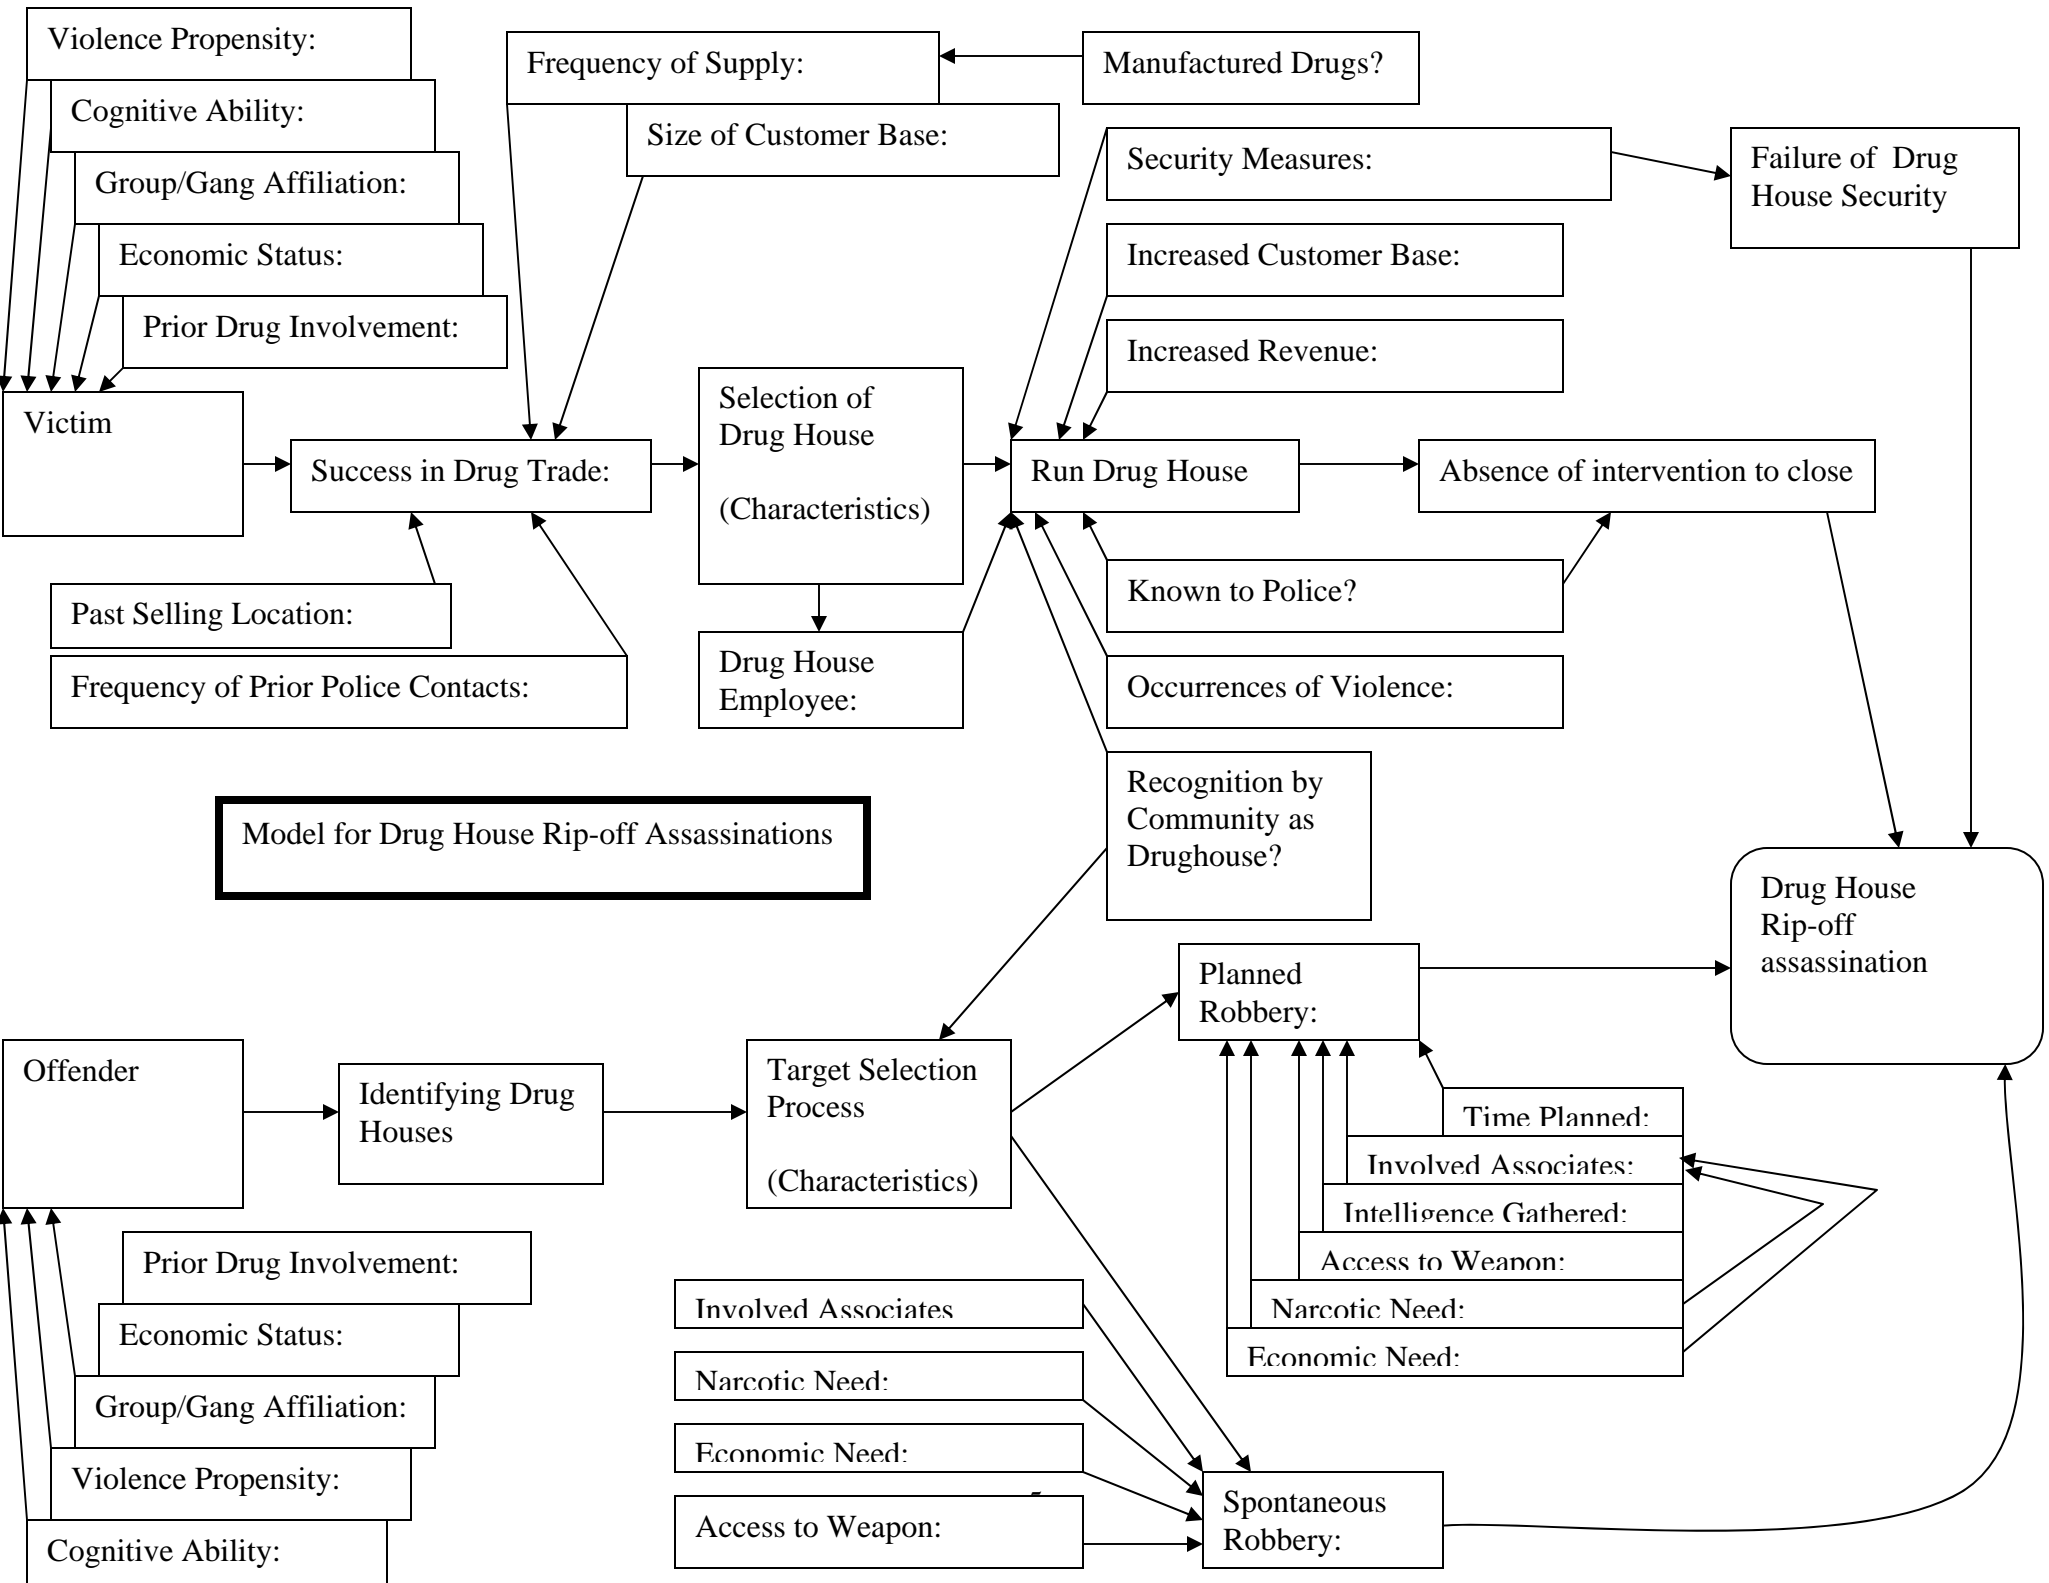 Violence Propensity:
Cognitive Ability:
Group/Gang Affiliation:
Economic Status:
Prior Drug Involvement:
Victim
Frequency of Supply:
Manufactured Drugs?
Size of Customer Base:
Security Measures:
Failure of  Drug
House Security
Increased Customer Base:
Increased Revenue:
Success in Drug Trade:
Selection of
Drug House
(Characteristics)
Run Drug House
Absence of intervention to close
Past Selling Location:
Frequency of Prior Police Contacts:
Drug House
Employee:
Known to Police?
Occurrences of Violence:
Recognition by
Community as
Drughouse?
Model for Drug House Rip-off Assassinations
Drug House
Rip-off
assassination
Planned
Robbery:
Offender
Identifying Drug
Houses
Target Selection
Process
(Characteristics)
Time Planned:
Involved Associates:
Intelligence Gathered:
Access to Weapon:
Narcotic Need:
Economic Need:
Prior Drug Involvement:
Economic Status:
Group/Gang Affiliation:
Violence Propensity:
Cognitive Ability:
Involved Associates
Narcotic Need:
Economic Need:
Access to Weapon:
Spontaneous
Robbery: